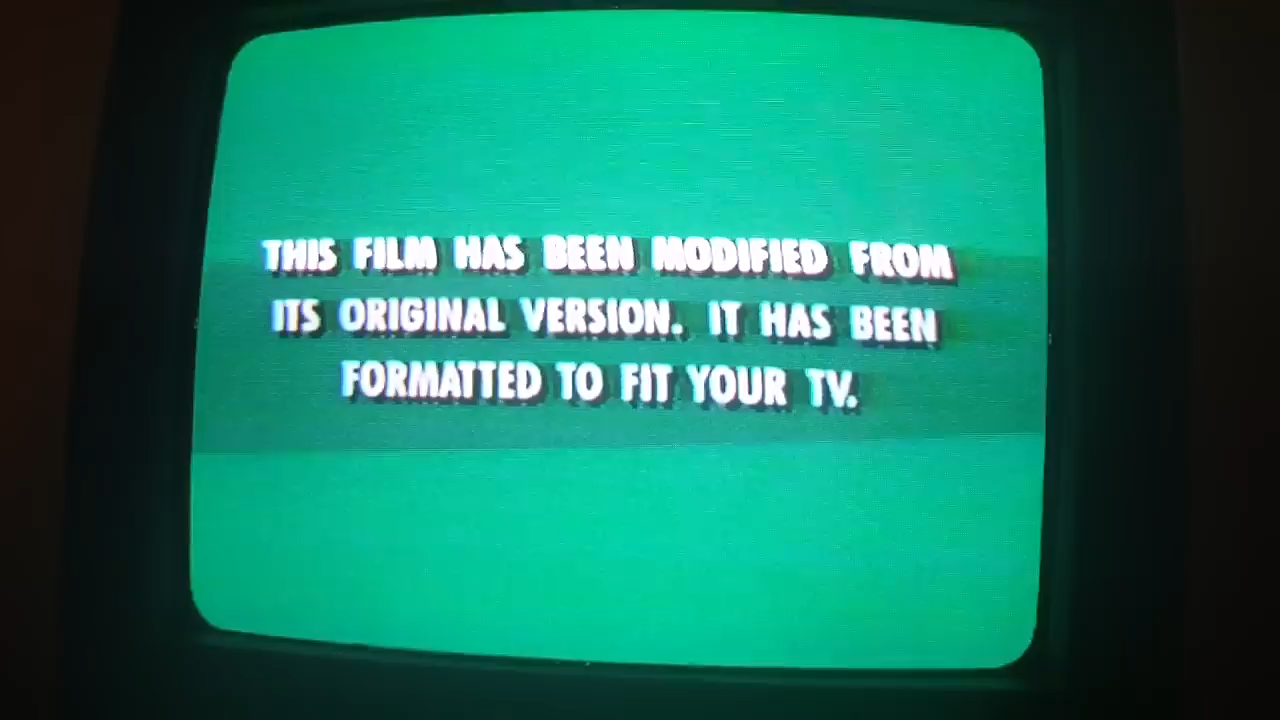 THIS FILM HAS BEEN MODIFIED FROM
ITS ORIGINAL VERSION. IT HAS BEEN
FORMATTED TO FIT YOUR TV.